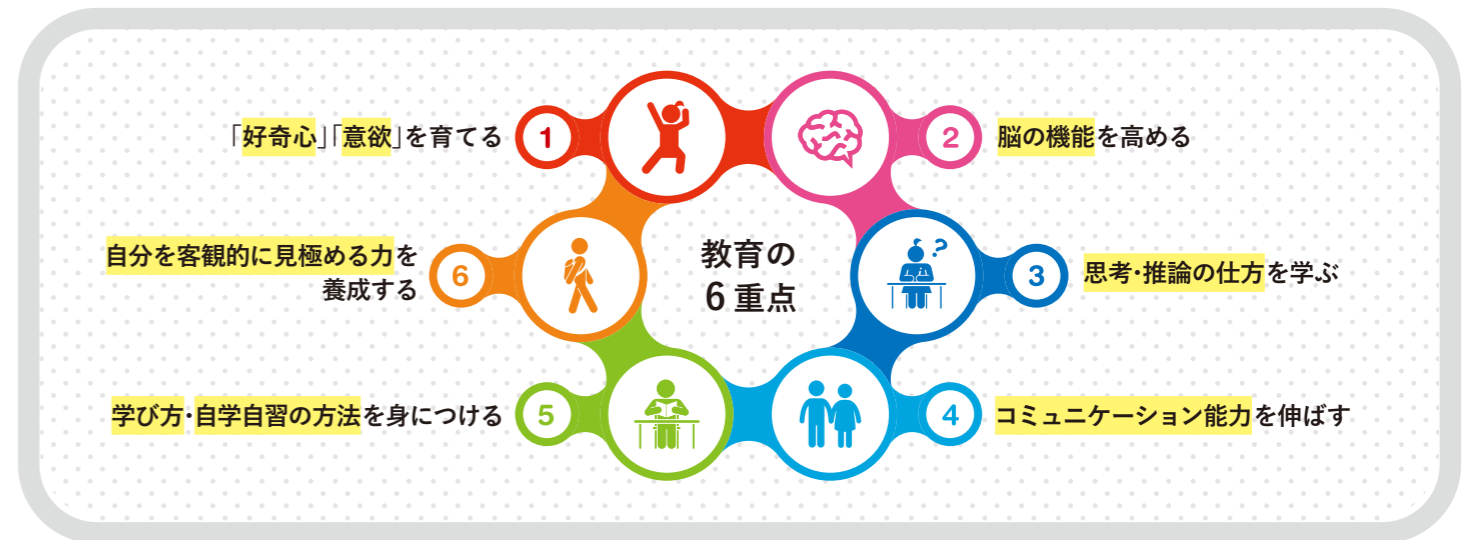 教育の
6重点
1
「好奇心」「意欲」を育てる
2
脳の機能を高める
3
思考・推論の仕方を学ぶ
?
4
コミュニケーション能力を伸ばす
5
学び方・自学自習の方法を身につける
6
自分を客観的に見極める力を
養成する